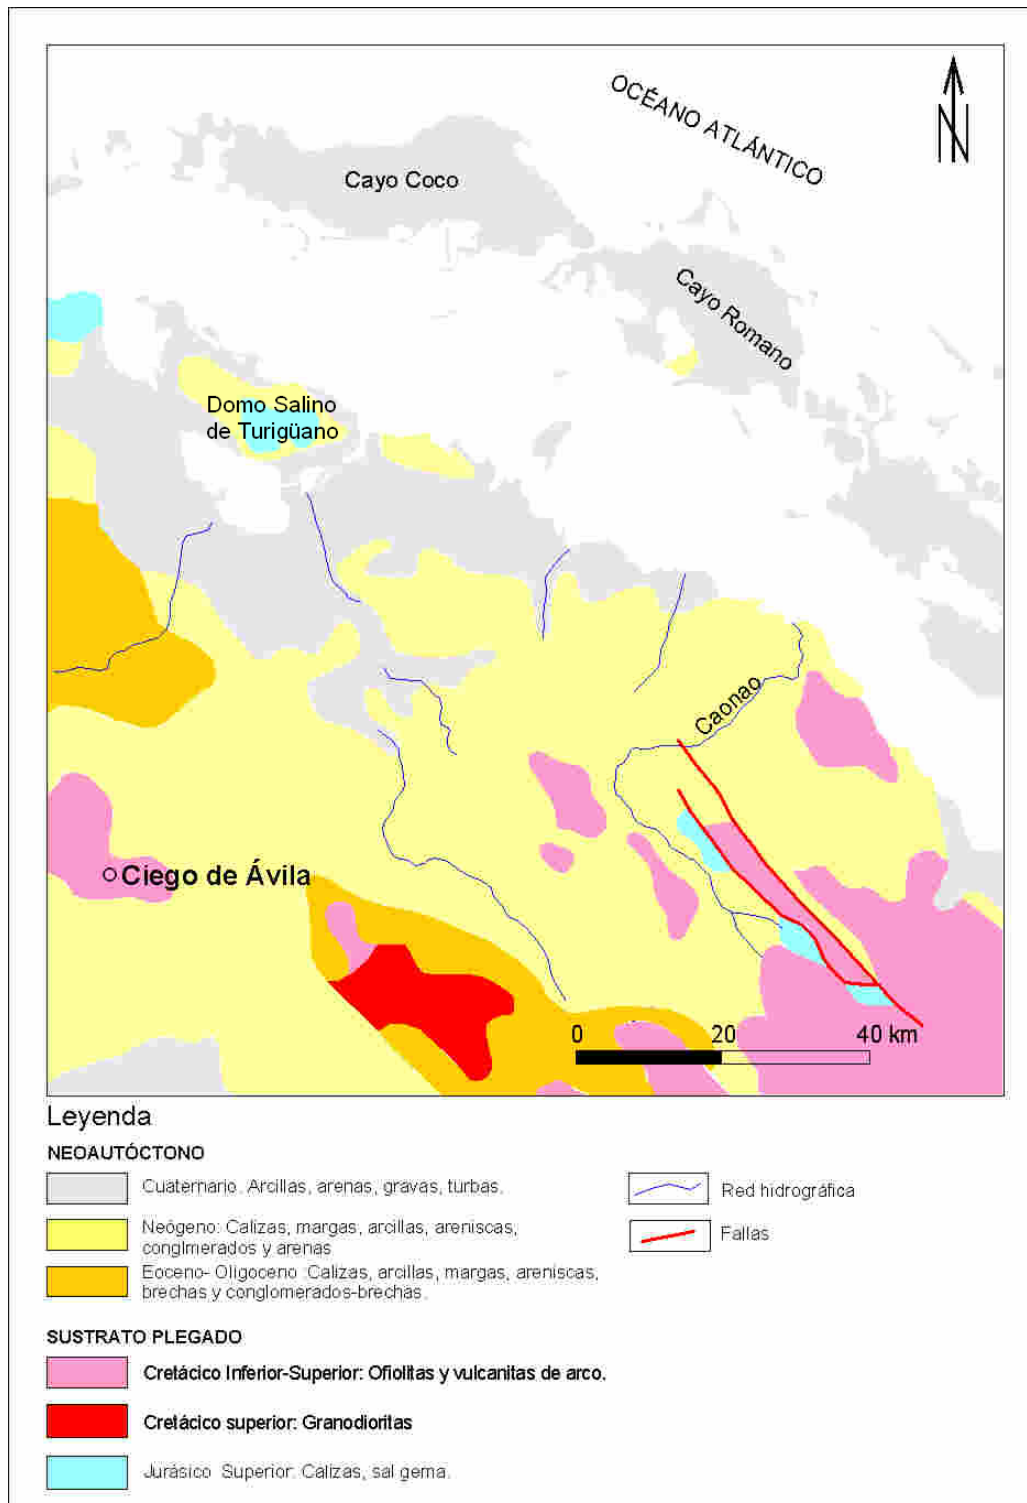 OCÉANO ATLÁNTICO
N
Cayo Coco
Cayo Romano
Domo Salino
de Turigüano
Caonao
Ciego de Ávila
0 20 40 km
Leyenda
NEOAUTÓCTONO
Cuaternario. Arcillas, arenas, gravas, turbas.
Neógeno: Calizas, margas, arcillas, areniscas,
conglmerados y arenas
Eoceno- Oligoceno :Calizas, arcillas, margas, areniscas,
brechas y conglomerados-brechas.
Red hidrográfica
Fallas
SUSTRATO PLEGADO
Cretácico Inferior-Superior: Ofiolitas y vulcanitas de arco.
Cretácico superior: Granodioritas
Jurásico Superior: Calizas, sal gema.